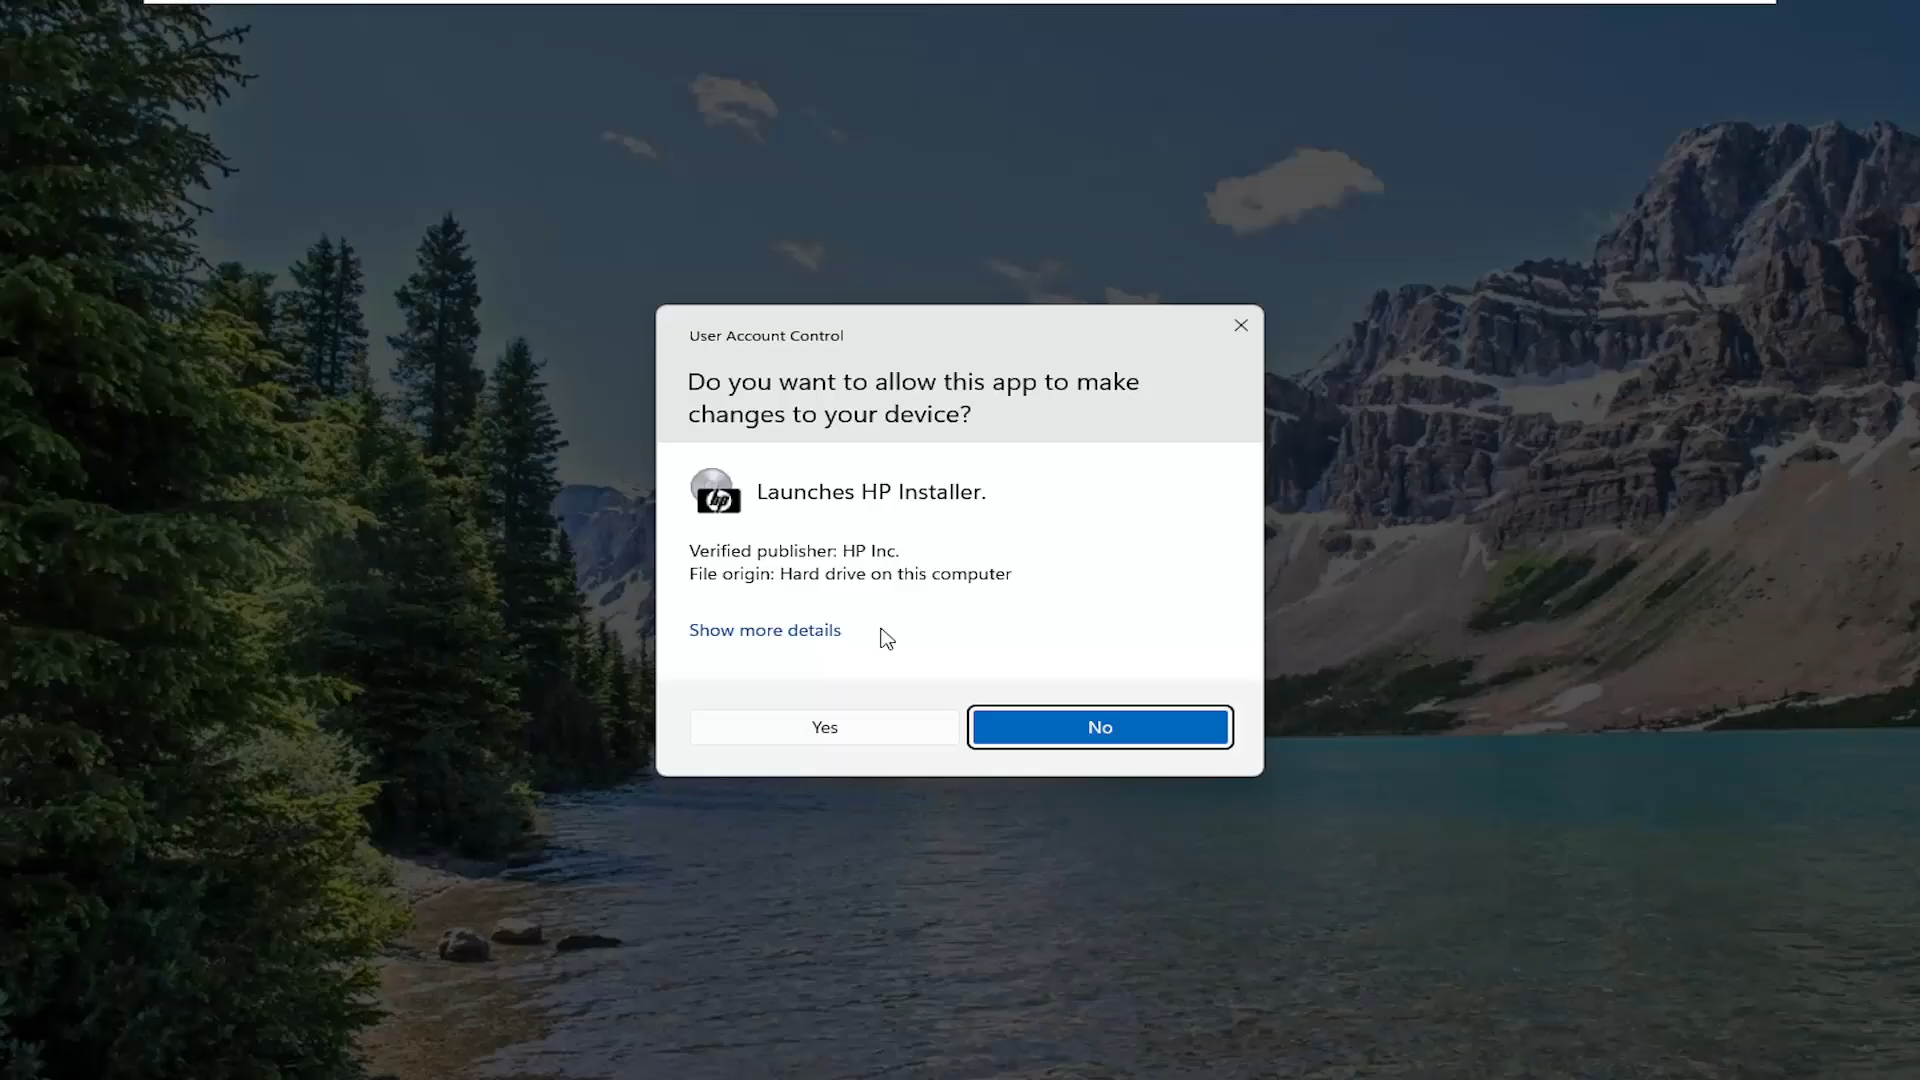 User Account Control
Do you want to allow this app to make
changes to your device?
hp
Launches HP Installer.
Verified publisher: HP Inc.
File origin: Hard drive on this computer
Show more details
Yes
No